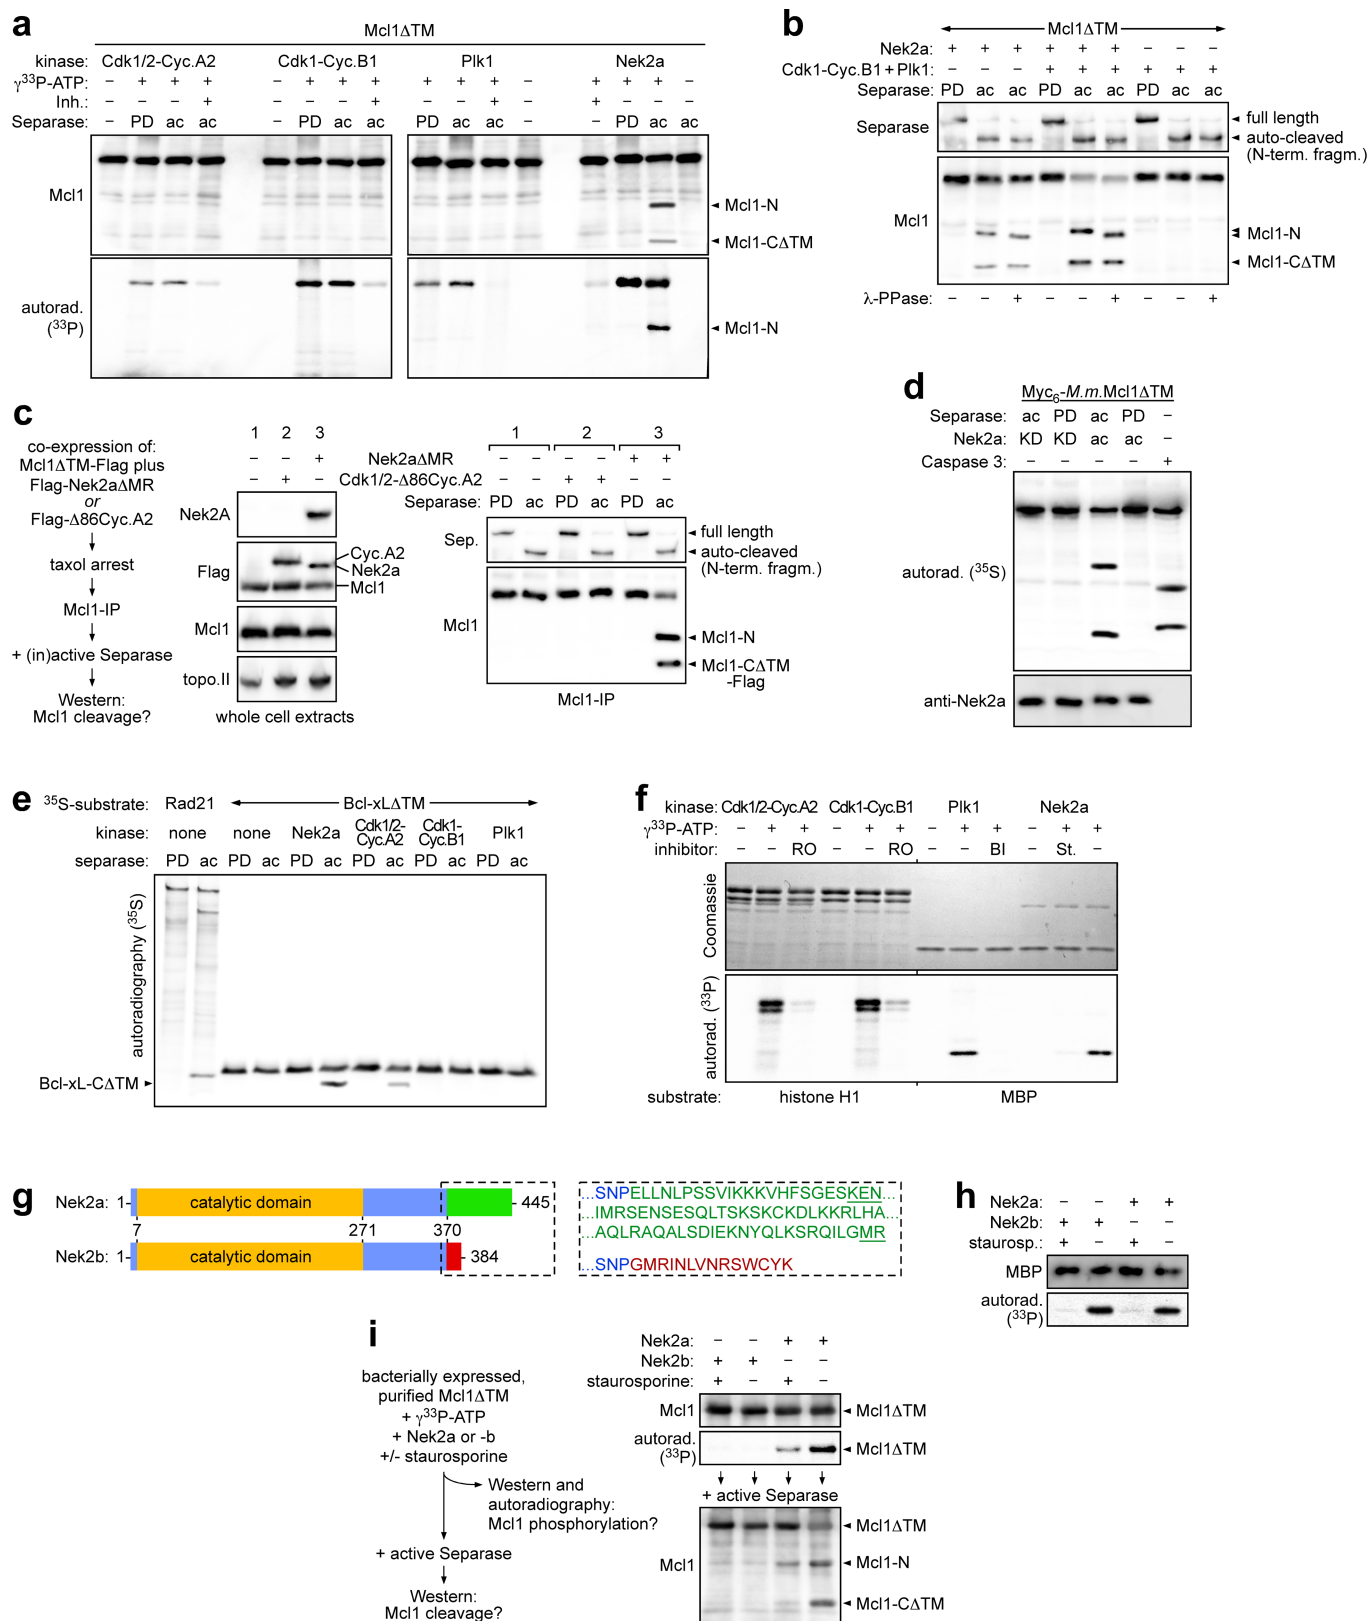 a
Mcl1ΔTM
kinase: Cdk1/2-Cyc.A2 Cdk1-Cyc.B1 Plk1 Nek2a
γ33P-ATP: – + + + – + + + + + + – + + + –
Inh.: – – – + – – – + – – + – + – – –
Separase: – PD ac ac – PD ac ac PD ac ac – – PD ac ac
Mcl1
Mcl1-N
Mcl1-CΔTM
autorad.
(33P)
Mcl1-N
b
Mcl1ΔTM
Nek2a: + + + + + + – – –
Cdk1-Cyc.B1+Plk1: – – – + + + + + +
Separase: PD ac ac PD ac ac PD ac ac
Separase
full length
auto-cleaved
(N-term. fragm.)
Mcl1
Mcl1-N
Mcl1-CΔTM
λ-PPase: – – + – – + – – +
c
co-expression of:
Mcl1ΔTM-Flag plus
Flag-Nek2aΔMR
or
Flag-Δ86Cyc.A2
taxol arrest
Mcl1-IP
+ (in)active Separase
Western:
Mcl1 cleavage?
1 2 3
– – +
– + –
Nek2A
Flag
Cyc.A2
Nek2a
Mcl1
Mcl1
topo.II
whole cell extracts
1 2 3
Nek2aΔMR – – – – + +
Cdk1/2-Δ86Cyc.A2 – – + + – –
Separase: PD ac PD ac PD ac
Sep.
full length
auto-cleaved
(N-term. fragm.)
Mcl1
Mcl1-N
Mcl1-CΔTM
-Flag
Mcl1-IP
d
Myc6-M.m.Mcl1ΔTM
Separase: ac PD ac PD –
Nek2a: KD KD ac ac –
Caspase 3: – – – – +
autorad. (35S)
anti-Nek2a
e
35S-substrate: Rad21 Bcl-xLΔTM
kinase: none none Nek2a Cdk1/2-Cyc.A2 Cdk1-Cyc.B1 Plk1
separase: PD ac PD ac PD ac PD ac PD ac PD ac
autoradiography (35S)
Bcl-xL-CΔTM
f
kinase: Cdk1/2-Cyc.A2 Cdk1-Cyc.B1 Plk1 Nek2a
γ33P-ATP: – + + – + + – + + – + +
inhibitor: – – RO – – RO – – BI – St. –
Coomassie
autorad. (33P)
substrate: histone H1 MBP
g
Nek2a: 1- catalytic domain - 445
7 271 370
Nek2b: 1- catalytic domain - 384
...SNPELLNLPSSVIKKKVHFSGESKEN...
...IMRSENSESQLTSKSKCKDLKKRLHA...
...AQLRAQALSDIEKNYQLKSRQILGMR
...SNPGMRINLVNRSWCYK
h
Nek2a: – – + +
Nek2b: + + – –
staurosp.: + – + –
MBP
autorad.
(33P)
i
bacterially expressed,
purified Mcl1ΔTM
+ γ33P-ATP
+ Nek2a or -b
+/- staurosporine
Western and
autoradiography:
Mcl1 phosphorylation?
+ active Separase
Western:
Mcl1 cleavage?
Nek2a: – – + +
Nek2b: + + – –
staurosporine: + – + –
Mcl1
Mcl1ΔTM
autorad.
(33P)
Mcl1ΔTM
+ active Separase
Mcl1ΔTM
Mcl1
Mcl1-N
Mcl1-CΔTM